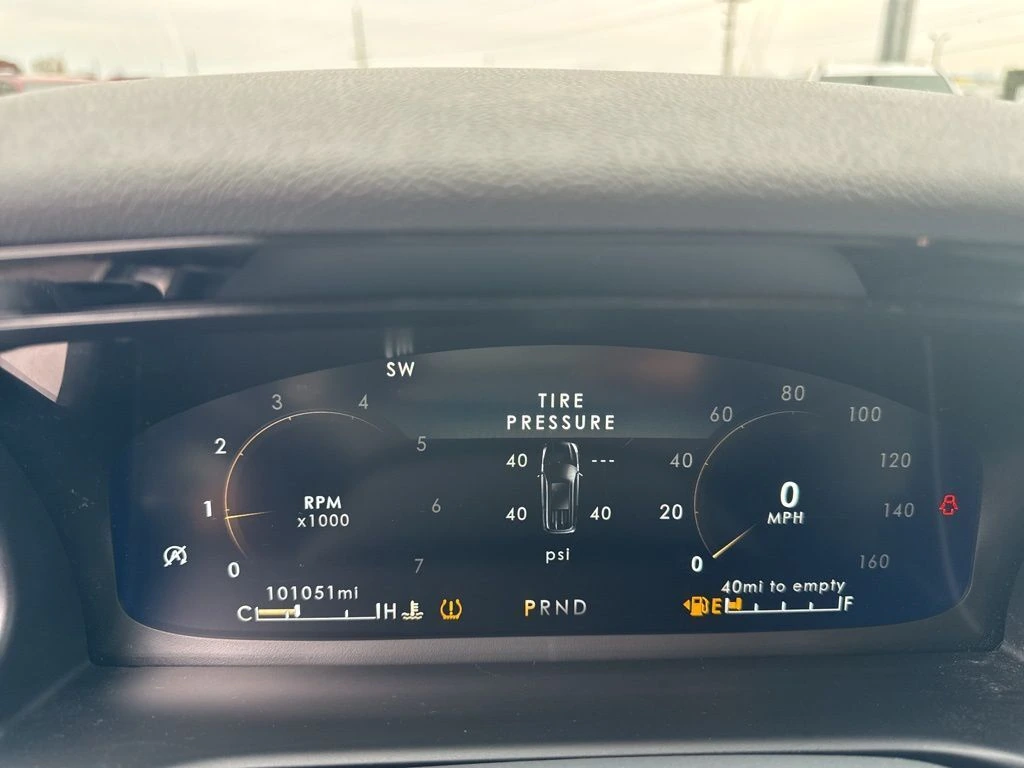 SW
TIRE
PRESSURE
40 ---
40 40
psi
3 4
2 5
1 6
0 7
RPM
x1000
80
60 100
40 120
20 140
0 160
0
MPH
A
101051mi
C H
PRND
40mi to empty
E F